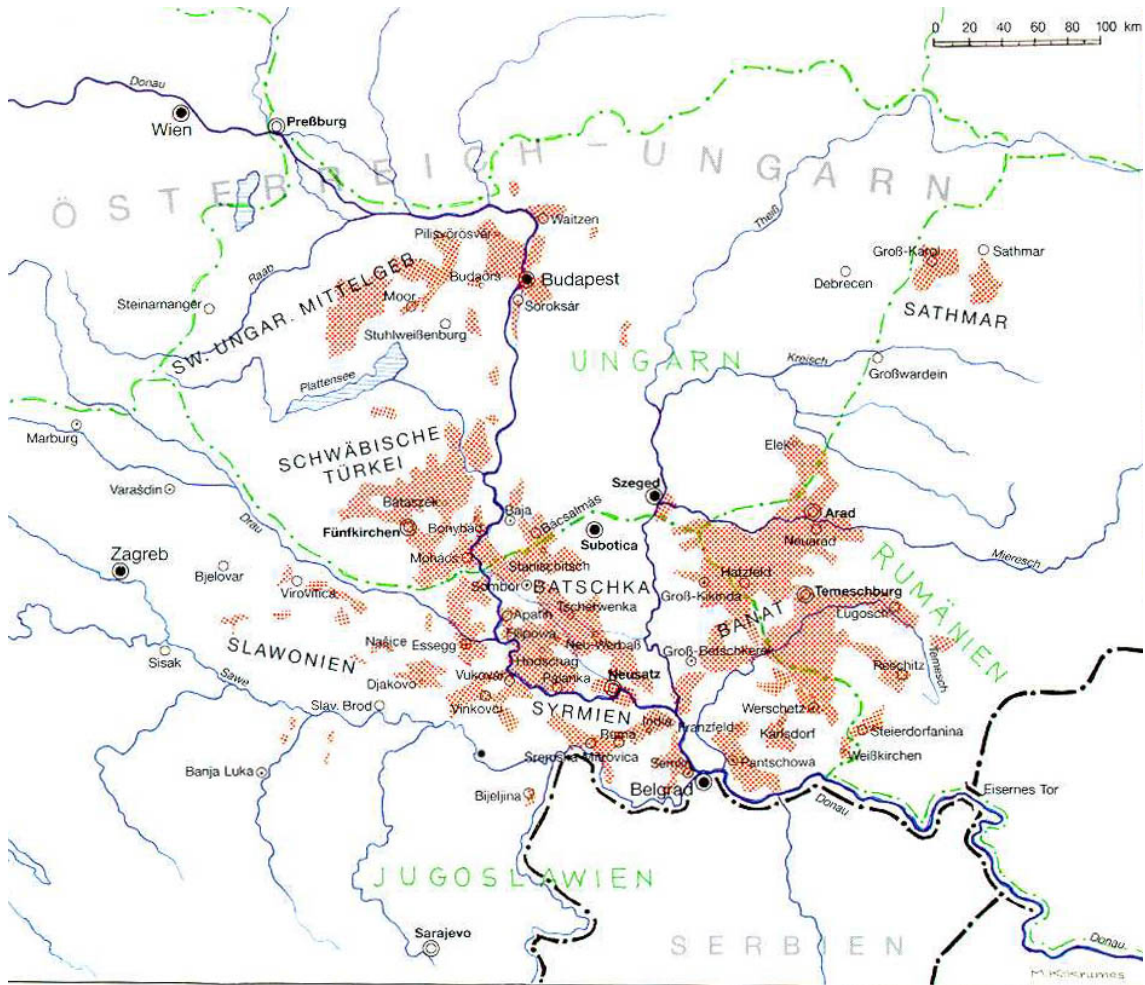 0 20 40 60 80 100 km
Donau
Wien
Preßburg
ÖSTERREICH – UNGARN
Theiß
Waitzen
Pilisvörösvár
Groß-Karol
Sathmar
Raab
Budaörs
Budapest
Debrecen
SATHMAR
Steinamanger
SW. UNGAR. MITTELGEB
Moor
Soroksár
Stuhlweißenburg
UNGARN
Kreisch
Großwardein
Plattensee
Marburg
SCHWÄBISCHE
TÜRKEI
Elek
Varašdin
Szeged
Bátaszék
Baja
Bácsalmás
Arad
Drau
Fünfkirchen
Bonyhád
Subotica
Neuarad
Mieresch
Zagreb
Mohács
Stanischitsch
RUMÄNIEN
Bjelovar
Virovitica
Sombor
BATSCHKA
Hatzfeld
Groß-Kikinda
Temeschburg
Tscherwenka
Lugosch
Apatin
BANAT
Filipowa
Našice
Essegg
Neu-Werbaß
SLAWONIEN
Sisak
Hodschag
Groß-Betschkerek
Temesch
Reschitz
Sawe
Djakovo
Vukovar
Palanka
Neusatz
Vinkovci
Slav. Brod
SYRMIEN
Werschetz
India
Franzfeld
Karlsdorf
Steierdorfanina
Ruma
Weißkirchen
Sremska Mitrovica
Semlin
Pantschowa
Banja Luka
Belgrad
Eisernes Tor
Bijeljina
Donau
JUGOSLAWIEN
Sarajevo
SERBIEN
Donau